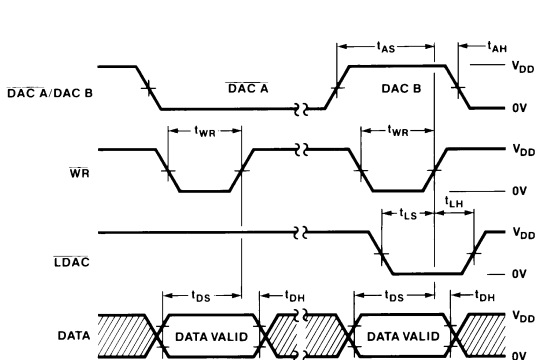 tAS tAH
VDD
DAC A/DAC B DAC A DAC B
0V
tWR tWR
VDD
WR
0V
tLS tLH
VDD
LDAC
0V
tDS tDH tDS tDH
VDD
DATA DATA VALID DATA VALID
0V